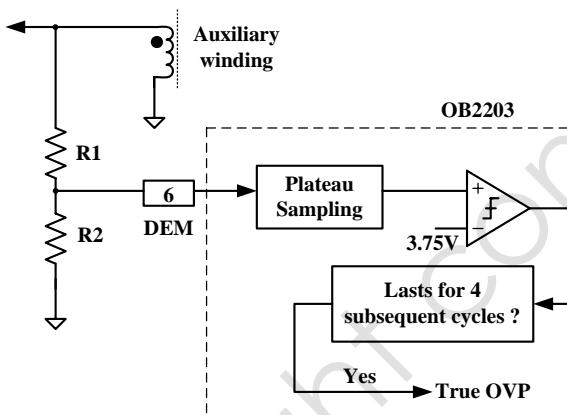 Auxiliary
winding
OB2203
R1
6
DEM
Plateau
Sampling
+
−
3.75V
R2
Lasts for 4
subsequent cycles ?
Yes
True OVP